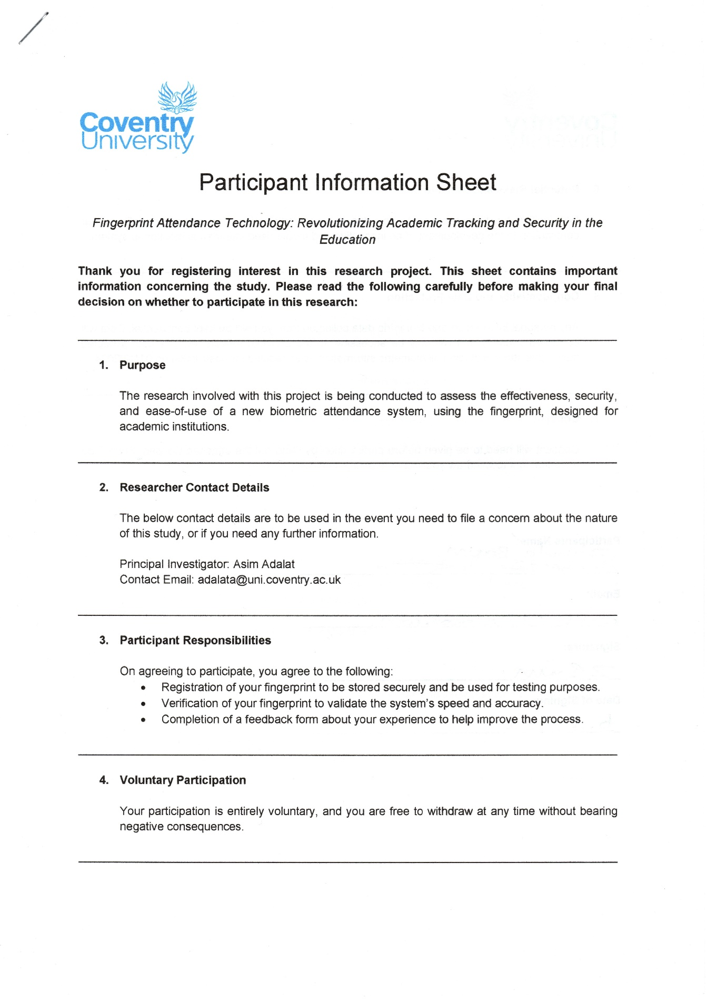 Coventry
University
Participant Information Sheet
Fingerprint Attendance Technology: Revolutionizing Academic Tracking and Security in the
Education
Thank you for registering interest in this research project. This sheet contains important
information concerning the study. Please read the following carefully before making your final
decision on whether to participate in this research:
1. Purpose
The research involved with this project is being conducted to assess the effectiveness, security,
and ease-of-use of a new biometric attendance system, using the fingerprint, designed for
academic institutions.
2. Researcher Contact Details
The below contact details are to be used in the event you need to file a concern about the nature
of this study, or if you need any further information.
Principal Investigator: Asim Adalat
Contact Email: adalata@uni.coventry.ac.uk
3. Participant Responsibilities
On agreeing to participate, you agree to the following:
• Registration of your fingerprint to be stored securely and be used for testing purposes.
• Verification of your fingerprint to validate the system's speed and accuracy.
• Completion of a feedback form about your experience to help improve the process.
4. Voluntary Participation
Your participation is entirely voluntary, and you are free to withdraw at any time without bearing
negative consequences.